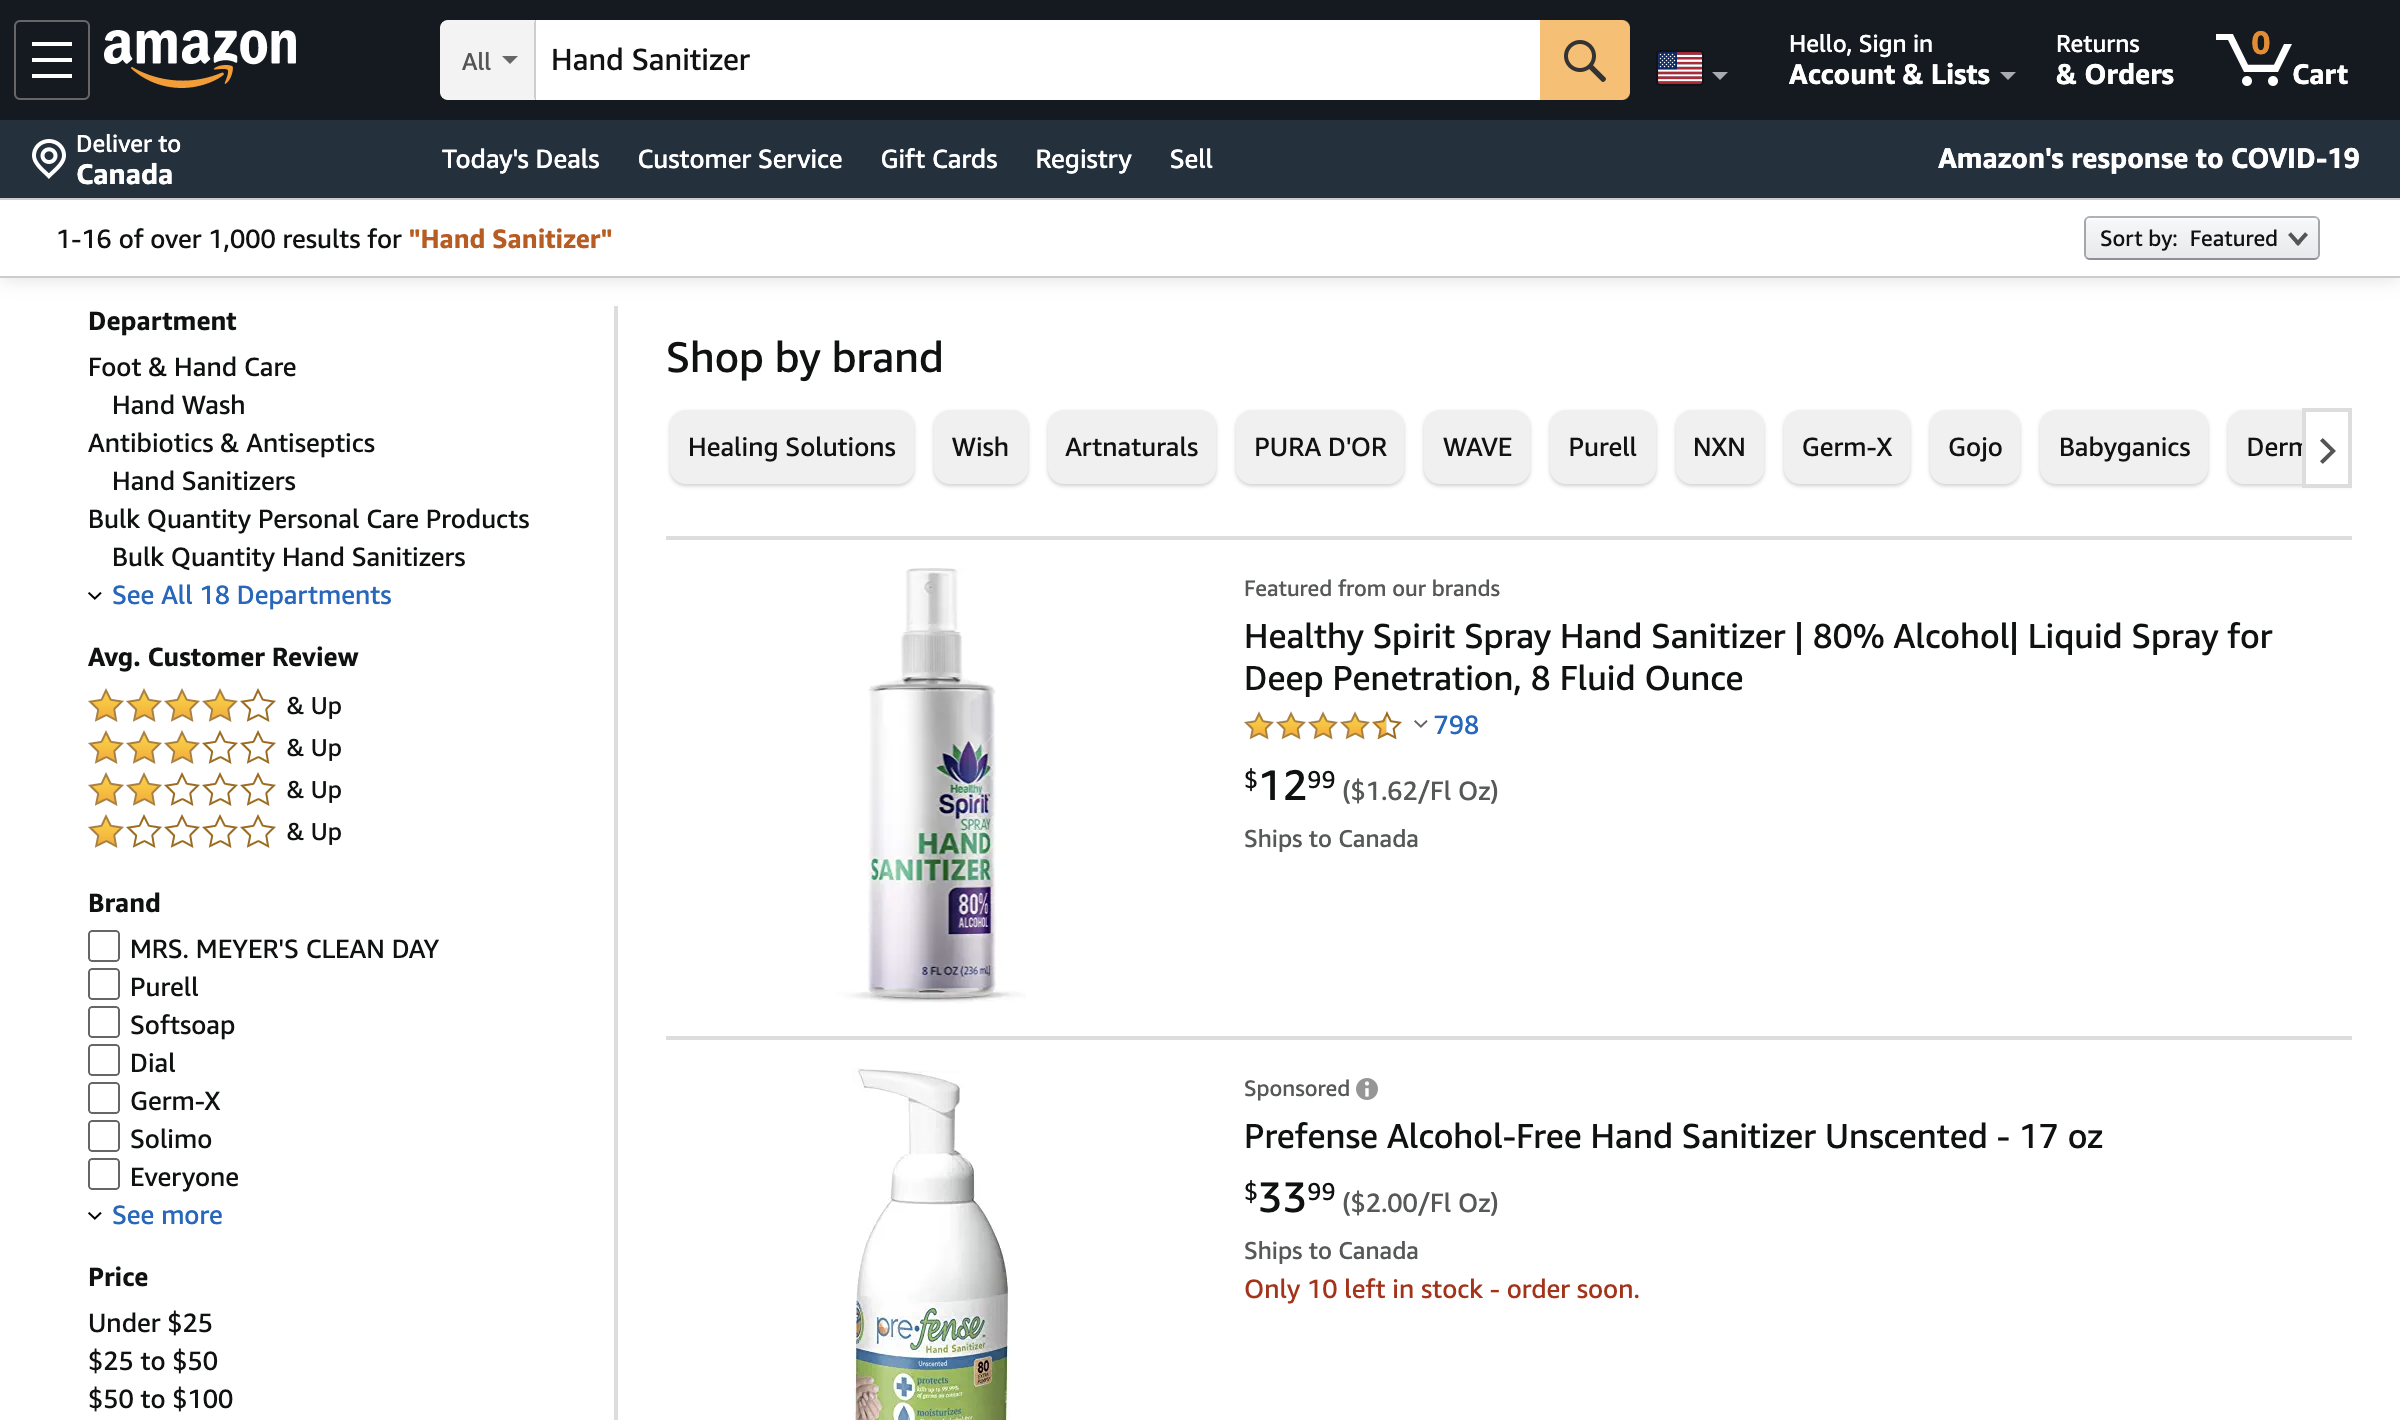 amazon
All
Hand Sanitizer
Hello, Sign in
Account & Lists
Returns
& Orders
0
Cart
Deliver to
Canada
Today's Deals
Customer Service
Gift Cards
Registry
Sell
Amazon's response to COVID-19
1-16 of over 1,000 results for "Hand Sanitizer"
Sort by: Featured
Department
Foot & Hand Care
Hand Wash
Antibiotics & Antiseptics
Hand Sanitizers
Bulk Quantity Personal Care Products
Bulk Quantity Hand Sanitizers
See All 18 Departments
Avg. Customer Review
& Up
& Up
& Up
& Up
Brand
MRS. MEYER'S CLEAN DAY
Purell
Softsoap
Dial
Germ-X
Solimo
Everyone
See more
Price
Under $25
$25 to $50
$50 to $100
Shop by brand
Healing Solutions
Wish
Artnaturals
PURA D'OR
WAVE
Purell
NXN
Germ-X
Gojo
Babyganics
Derm
Healthy
Spirit
SPRAY
HAND
SANITIZER
80%
ALCOHOL
8 FL OZ (236 mL)
Featured from our brands
Healthy Spirit Spray Hand Sanitizer | 80% Alcohol| Liquid Spray for
Deep Penetration, 8 Fluid Ounce
798
$1299 ($1.62/Fl Oz)
Ships to Canada
pre•fense
Hand Sanitizer
Unscented
80
protects
moisturizes
Sponsored
Prefense Alcohol-Free Hand Sanitizer Unscented - 17 oz
$3399 ($2.00/Fl Oz)
Ships to Canada
Only 10 left in stock - order soon.